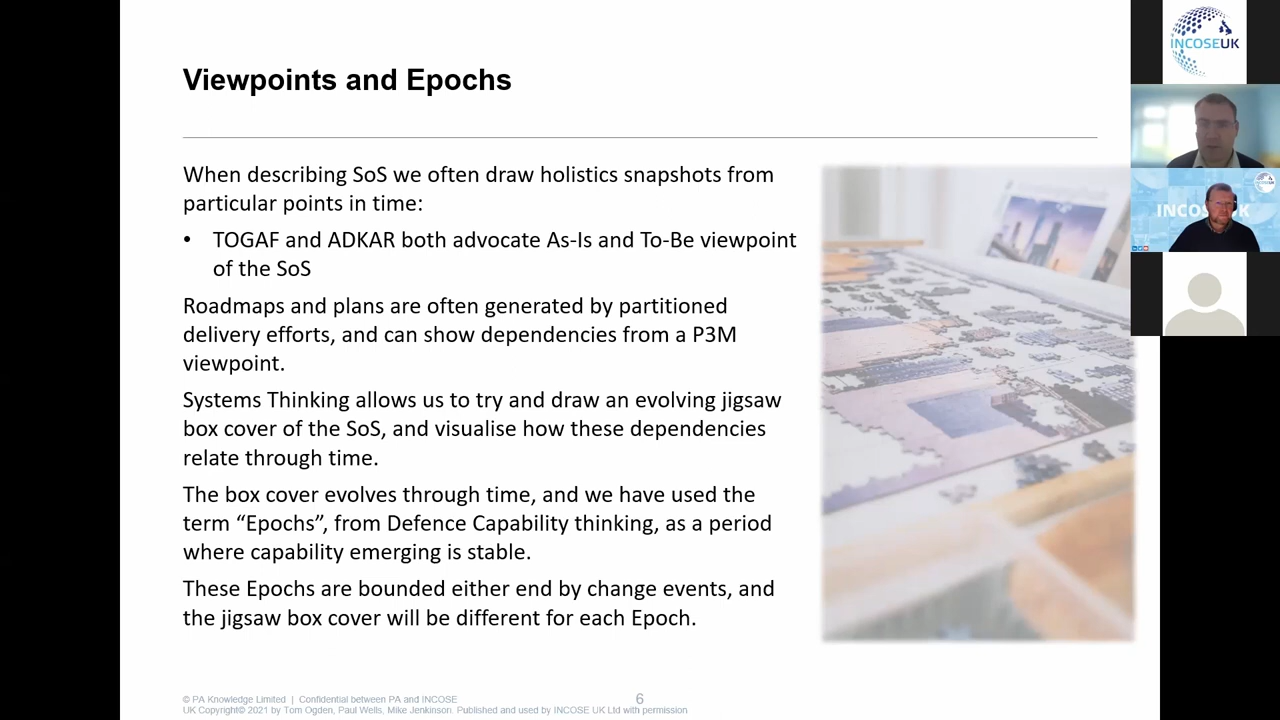 Viewpoints and Epochs
When describing SoS we often draw holistics snapshots from
particular points in time:
• TOGAF and ADKAR both advocate As-Is and To-Be viewpoint
of the SoS
Roadmaps and plans are often generated by partitioned
delivery efforts, and can show dependencies from a P3M
viewpoint.
Systems Thinking allows us to try and draw an evolving jigsaw
box cover of the SoS, and visualise how these dependencies
relate through time.
The box cover evolves through time, and we have used the
term “Epochs”, from Defence Capability thinking, as a period
where capability emerging is stable.
These Epochs are bounded either end by change events, and
the jigsaw box cover will be different for each Epoch.
© PA Knowledge Limited | Confidential between PA and INCOSE
UK Copyright© 2021 by Tom Ogden, Paul Wells, Mike Jenkinson. Published and used by INCOSE UK Ltd with permission
6
INCOSEUK